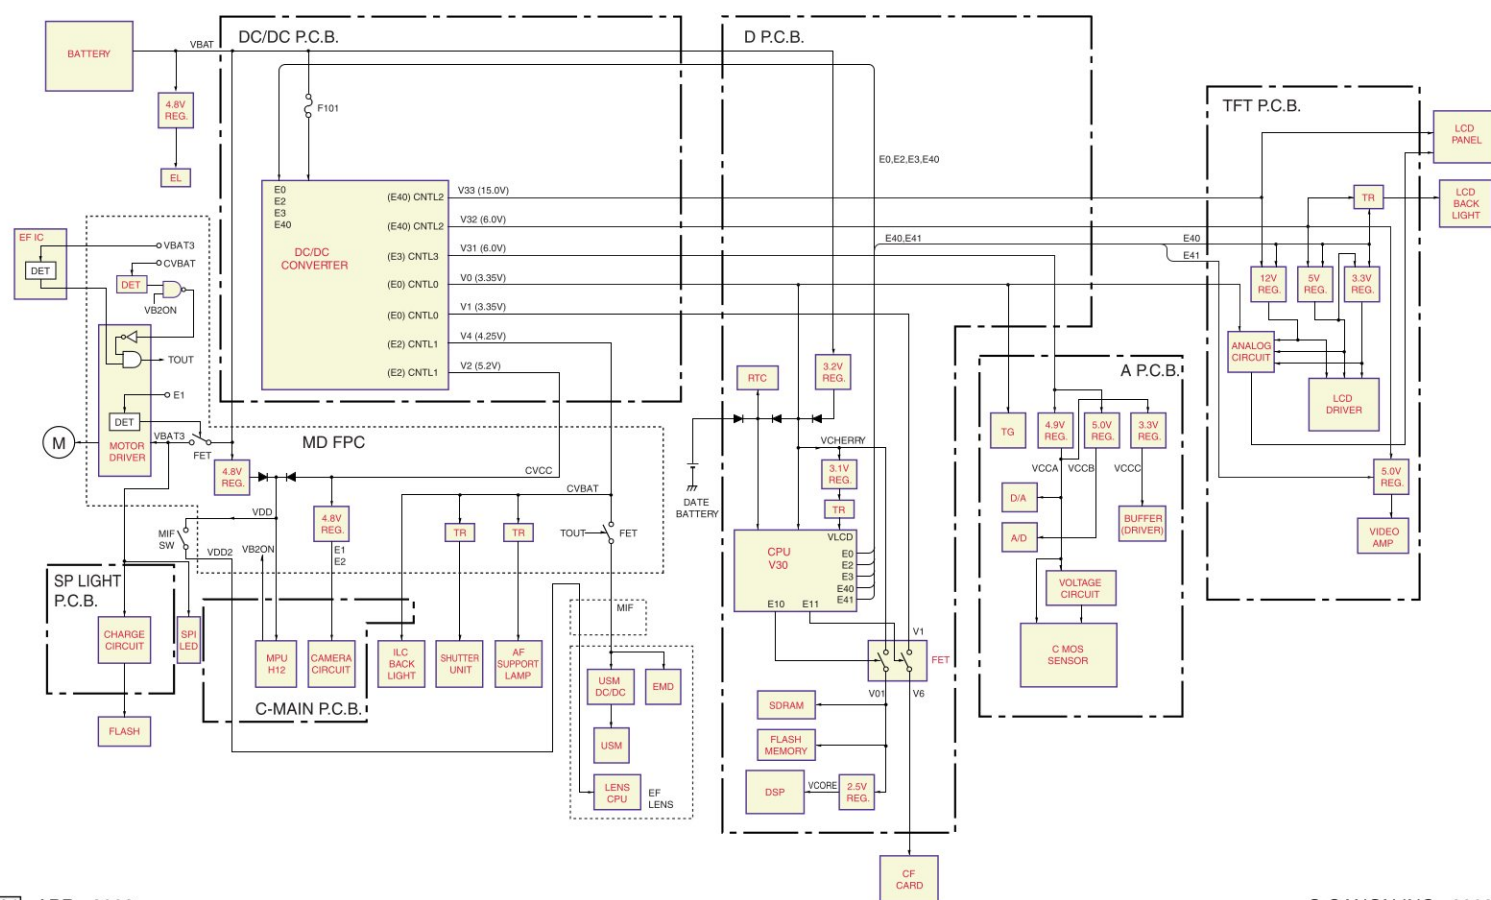 BATTERY
VBAT
DC/DC P.C.B.
D P.C.B.
4.8V
REG.
EL
F101
TFT P.C.B.
LCD
PANEL
E0,E2,E3,E40
E0
E2
E3
E40
DC/DC
CONVERTER
(E40) CNTL2
V33 (15.0V)
(E40) CNTL2
V32 (6.0V)
(E3) CNTL3
V31 (6.0V)
(E0) CNTL0
V0 (3.35V)
(E0) CNTL0
V1 (3.35V)
(E2) CNTL1
V4 (4.25V)
(E2) CNTL1
V2 (5.2V)
E40,E41
E40
E41
TR
LCD
BACK
LIGHT
12V
REG.
5V
REG.
3.3V
REG.
ANALOG
CIRCUIT
LCD
DRIVER
5.0V
REG.
VIDEO
AMP
EF IC
DET
VBAT3
CVBAT
DET
VB2ON
TOUT
E1
DET
M
MOTOR
DRIVER
VBAT3
FET
MD FPC
4.8V
REG.
CVCC
CVBAT
VDD
MIF
SW
VDD2
VB2ON
4.8V
REG.
E1
E2
TR
TR
TOUT
FET
SP LIGHT
P.C.B.
CHARGE
CIRCUIT
SPI
LED
FLASH
MPU
H12
CAMERA
CIRCUIT
C-MAIN P.C.B.
ILC
BACK
LIGHT
SHUTTER
UNIT
AF
SUPPORT
LAMP
MIF
USM
DC/DC
EMD
USM
LENS
CPU
EF
LENS
RTC
3.2V
REG.
DATE
BATTERY
VCHERRY
3.1V
REG.
TR
VLCD
CPU
V30
E0
E2
E3
E40
E41
E10
E11
V1
FET
V01
V6
SDRAM
FLASH
MEMORY
DSP
VCORE
2.5V
REG.
CF
CARD
A P.C.B.
TG
4.9V
REG.
5.0V
REG.
3.3V
REG.
VCCA
VCCB
VCCC
D/A
A/D
BUFFER
(DRIVER)
VOLTAGE
CIRCUIT
C MOS
SENSOR